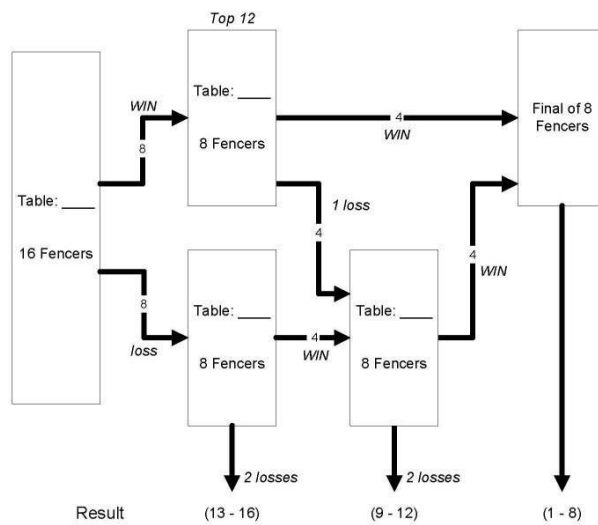 Top 12
WIN
8
Table: ____
16 Fencers
8
loss
Table: ____
8 Fencers
4
WIN
1 loss
4
Table: ____
8 Fencers
4
WIN
Table: ____
8 Fencers
4
WIN
Final of 8
Fencers
2 losses
2 losses
Result
(13 - 16)
(9 - 12)
(1 - 8)